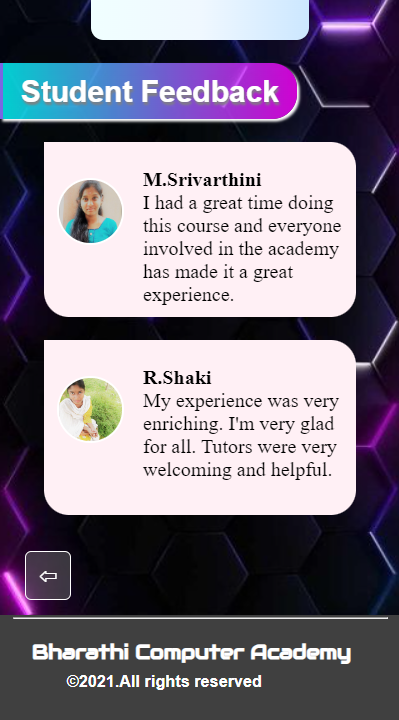 Student Feedback
M.Srivarthini
I had a great time doing
this course and everyone
involved in the academy
has made it a great
experience.
R.Shaki
My experience was very
enriching. I'm very glad
for all. Tutors were very
welcoming and helpful.
⇦
Bharathi Computer Academy
©2021.All rights reserved